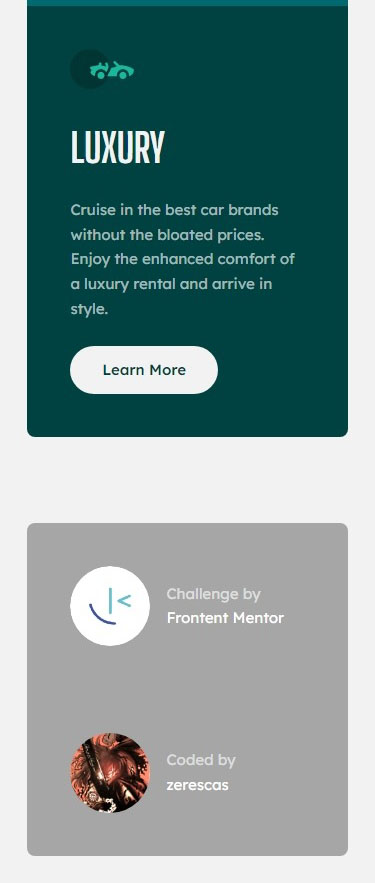 LUXURY
Cruise in the best car brands
without the bloated prices.
Enjoy the enhanced comfort of
a luxury rental and arrive in
style.
Learn More
Challenge by
Frontent Mentor
Coded by
zerescas